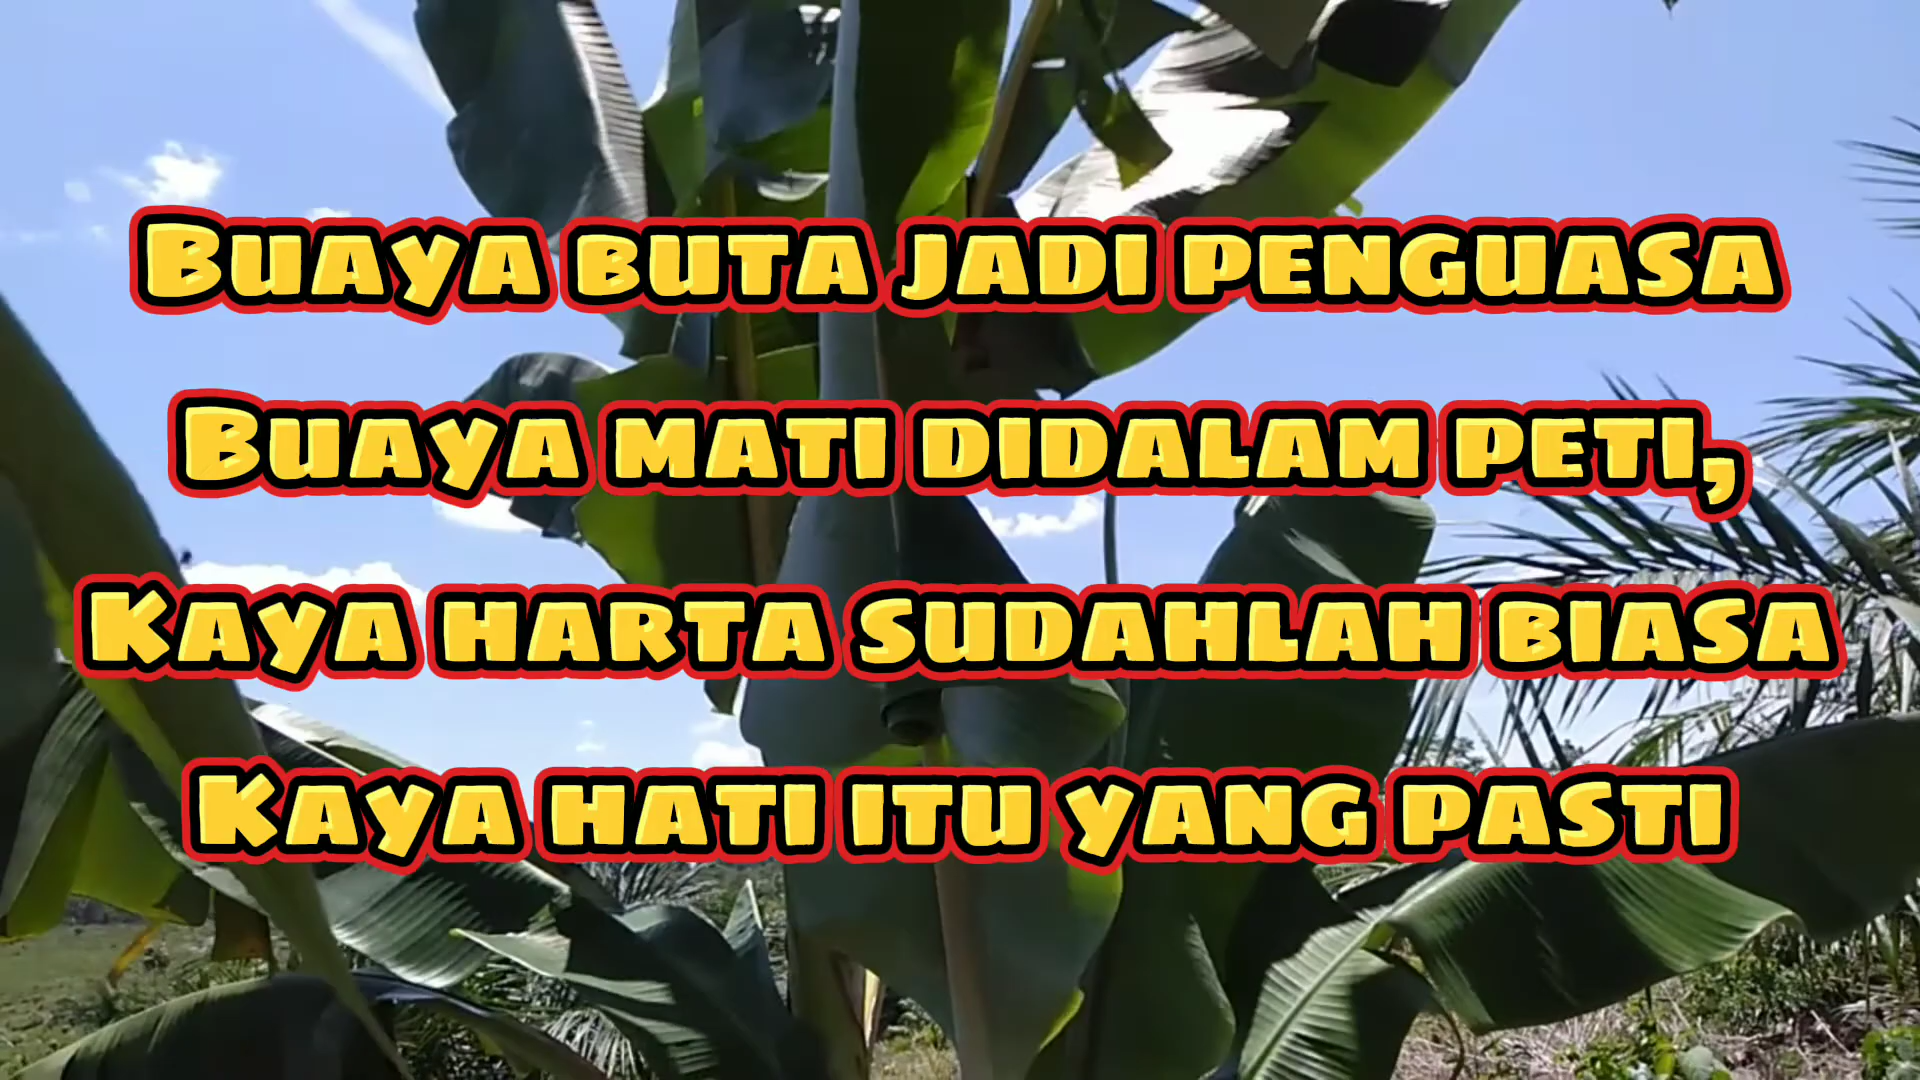 Buaya buta jadi penguasa
Buaya mati didalam peti,
Kaya harta sudahlah biasa
Kaya hati itu yang pasti